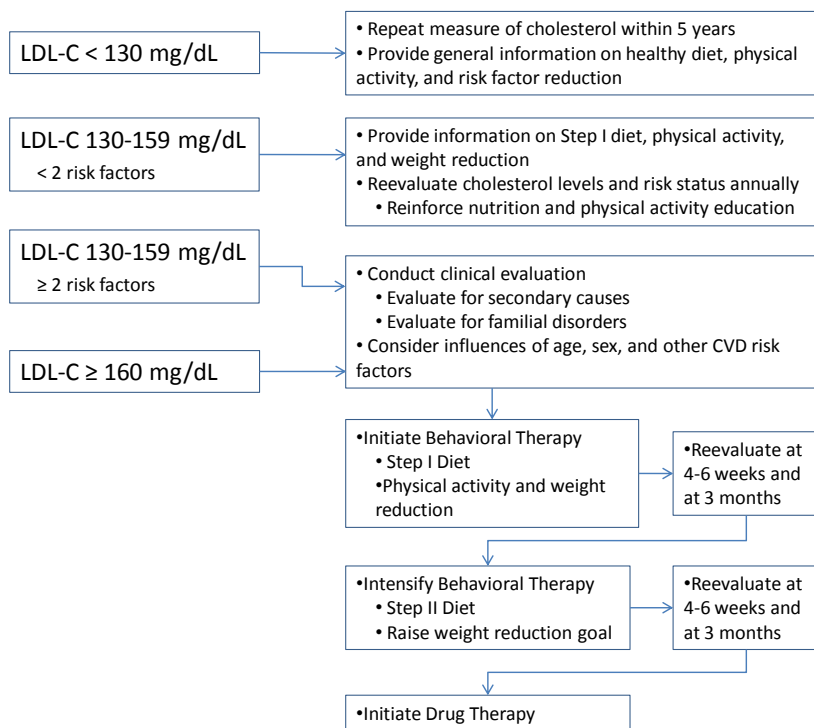 LDL-C < 130 mg/dL
• Repeat measure of cholesterol within 5 years
• Provide general information on healthy diet, physical
activity, and risk factor reduction
LDL-C 130-159 mg/dL
< 2 risk factors
• Provide information on Step I diet, physical activity,
and weight reduction
• Reevaluate cholesterol levels and risk status annually
• Reinforce nutrition and physical activity education
LDL-C 130-159 mg/dL
≥ 2 risk factors
LDL-C ≥ 160 mg/dL
• Conduct clinical evaluation
• Evaluate for secondary causes
• Evaluate for familial disorders
• Consider influences of age, sex, and other CVD risk
factors
•Initiate Behavioral Therapy
• Step I Diet
•Physical activity and weight
reduction
•Reevaluate at
4-6 weeks and
at 3 months
•Intensify Behavioral Therapy
• Step II Diet
• Raise weight reduction goal
•Reevaluate at
4-6 weeks and
at 3 months
•Initiate Drug Therapy